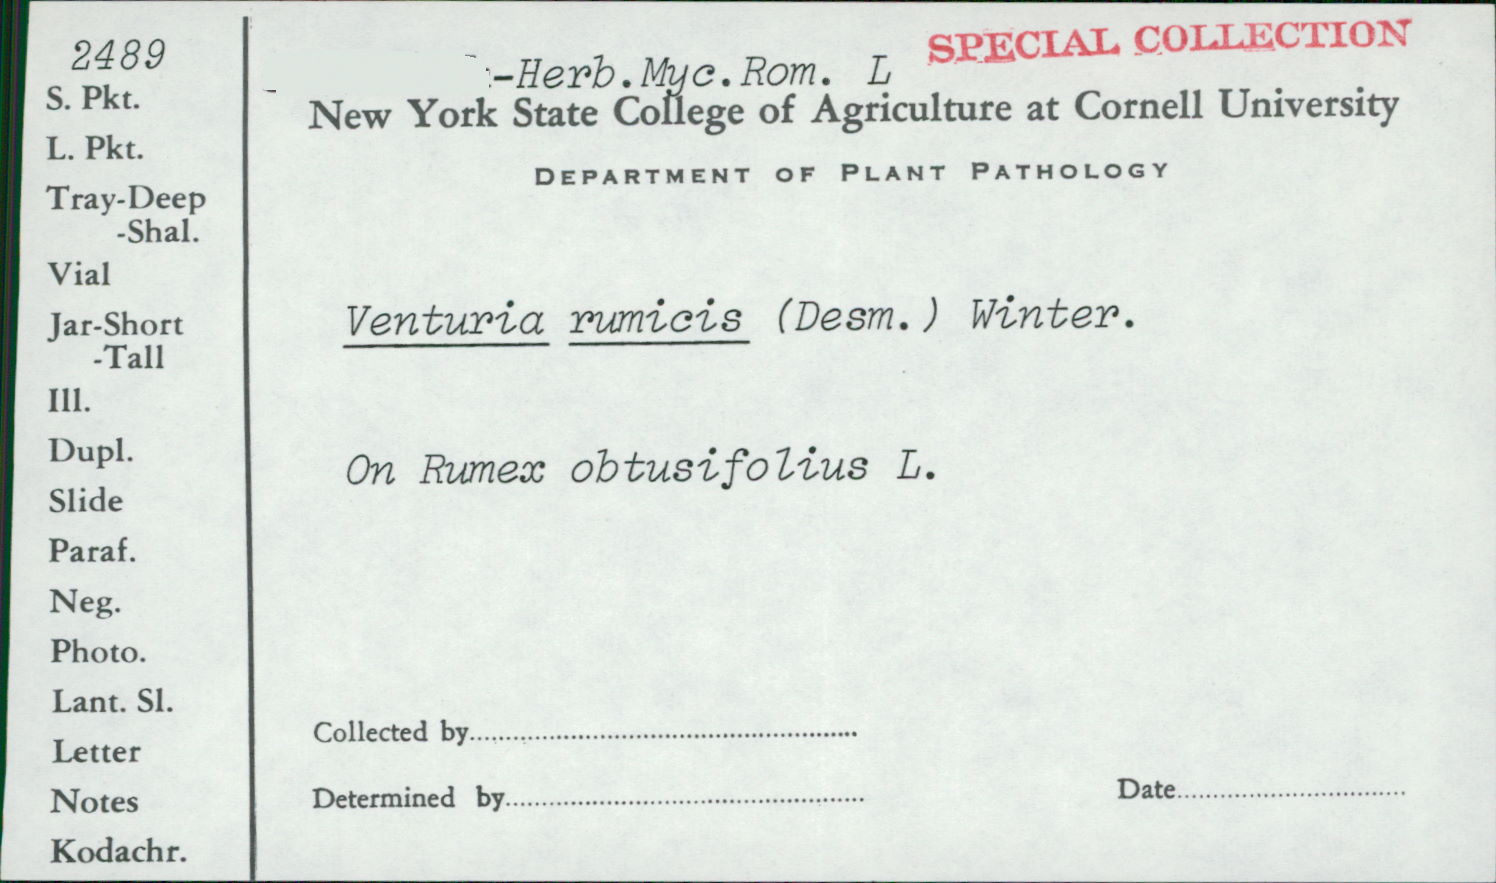 2489
S. Pkt.
L. Pkt.
Tray-Deep
-Shal.
Vial
Jar-Short
-Tall
Ill.
Dupl.
Slide
Paraf.
Neg.
Photo.
Lant. Sl.
Letter
Notes
Kodachr.
-Herb.Myc.Rom. L
SPECIAL COLLECTION
New York State College of Agriculture at Cornell University
DEPARTMENT OF PLANT PATHOLOGY
Venturia rumicis (Desm.) Winter.
On Rumex obtusifolius L.
Collected by
Determined by
Date